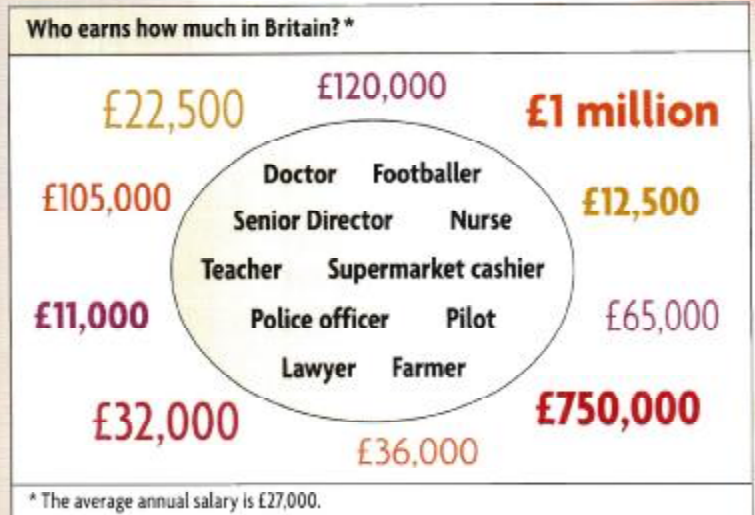 Who earns how much in Britain? *
£22,500
£120,000
£1 million
£105,000
Doctor Footballer
£12,500
Senior Director Nurse
Teacher Supermarket cashier
£11,000
Police officer Pilot
£65,000
Lawyer Farmer
£32,000
£750,000
£36,000
* The average annual salary is £27,000.